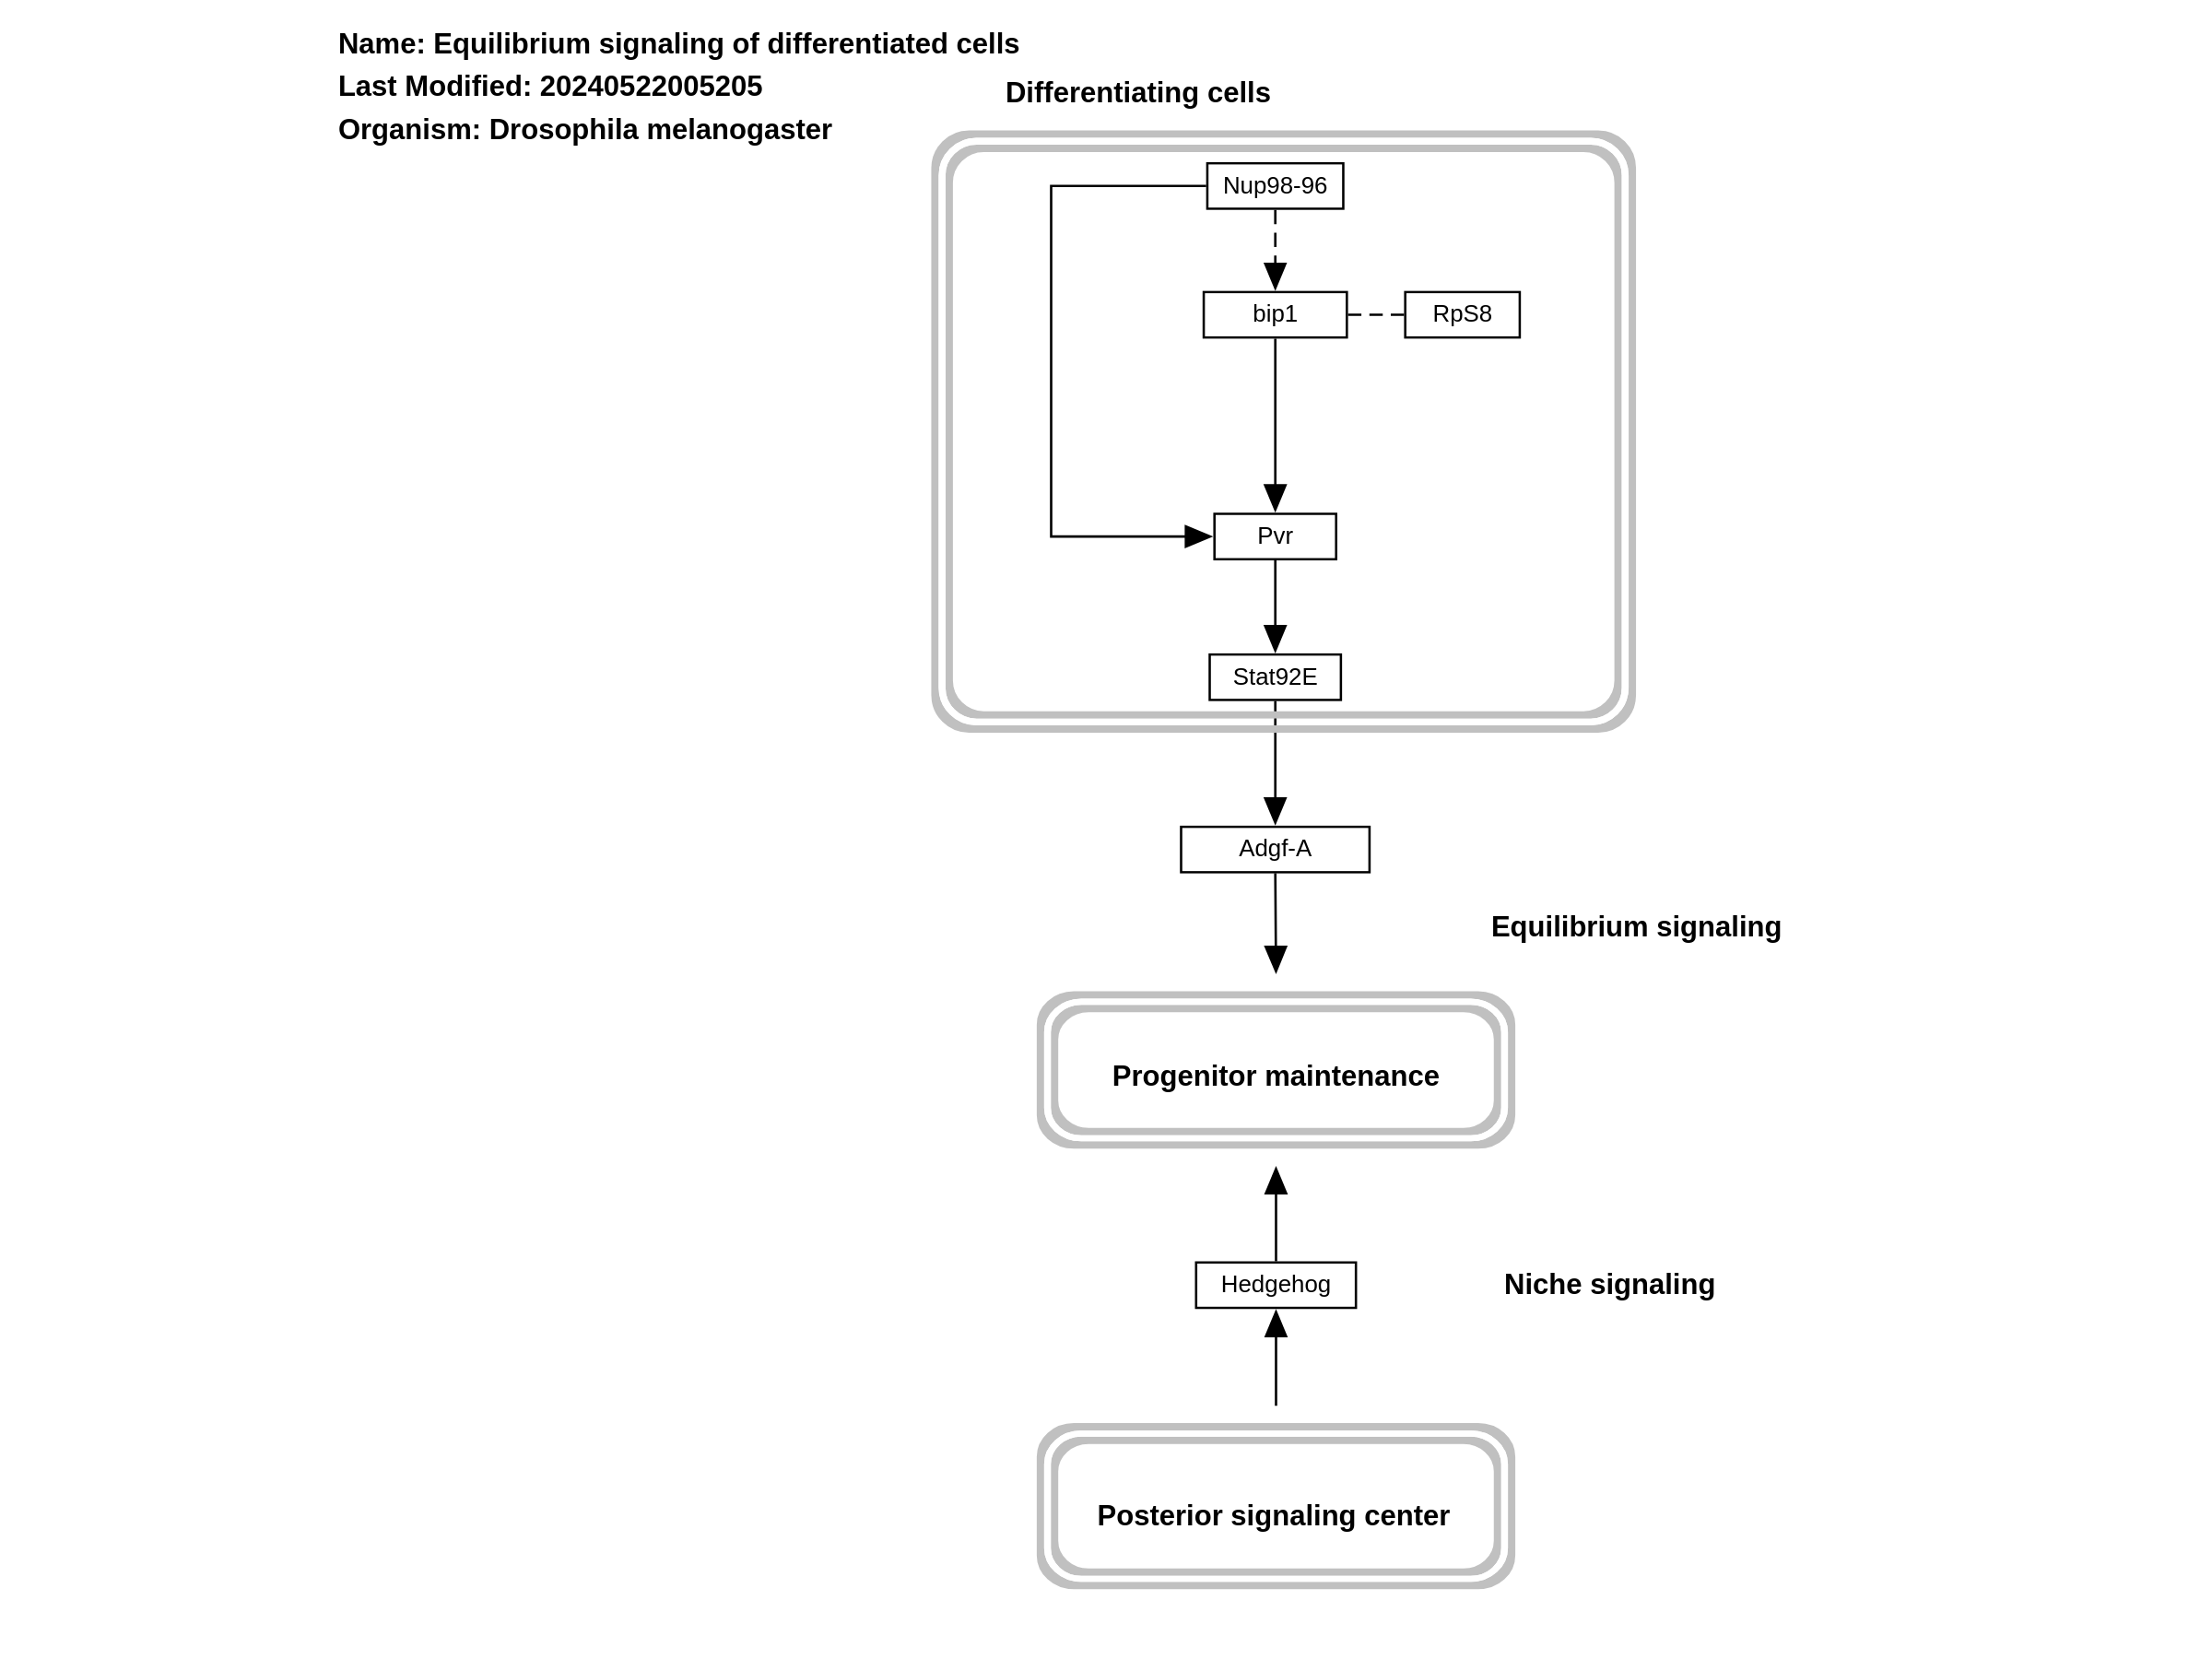 Name: Equilibrium signaling of differentiated cells
Last Modified: 20240522005205
Organism: Drosophila melanogaster
Differentiating cells
Nup98-96
bip1
RpS8
Pvr
Stat92E
Adgf-A
Equilibrium signaling
Progenitor maintenance
Hedgehog
Niche signaling
Posterior signaling center